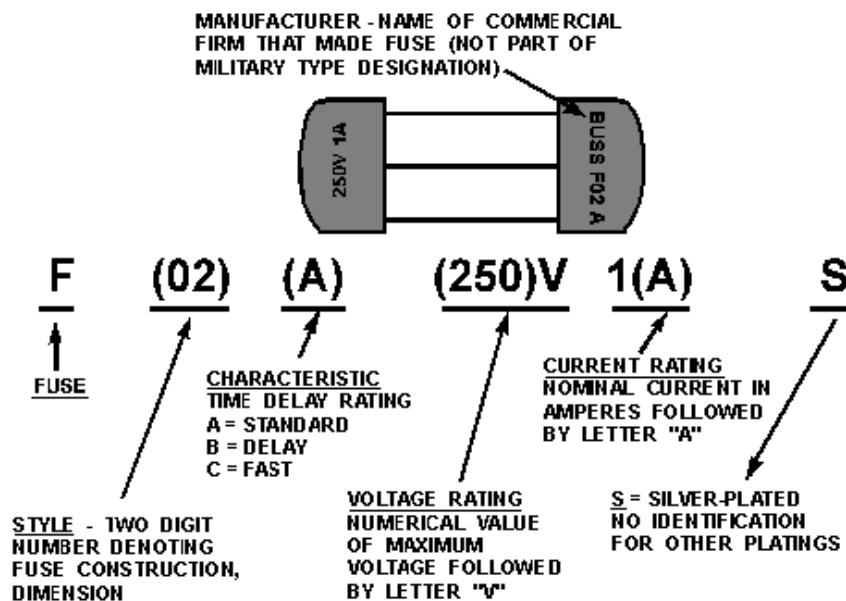 MANUFACTURER - NAME OF COMMERCIAL
FIRM THAT MADE FUSE (NOT PART OF
MILITARY TYPE DESIGNATION)
250V 1A
BUSS F02 A
F (02) (A) (250)V 1(A) S
FUSE
CHARACTERISTIC
TIME DELAY RATING
A = STANDARD
B = DELAY
C = FAST
CURRENT RATING
NOMINAL CURRENT IN
AMPERES FOLLOWED
BY LETTER "A"
STYLE - TWO DIGIT
NUMBER DENOTING
FUSE CONSTRUCTION,
DIMENSION
VOLTAGE RATING
NUMERICAL VALUE
OF MAXIMUM
VOLTAGE FOLLOWED
BY LETTER "V"
S = SILVER-PLATED
NO IDENTIFICATION
FOR OTHER PLATINGS